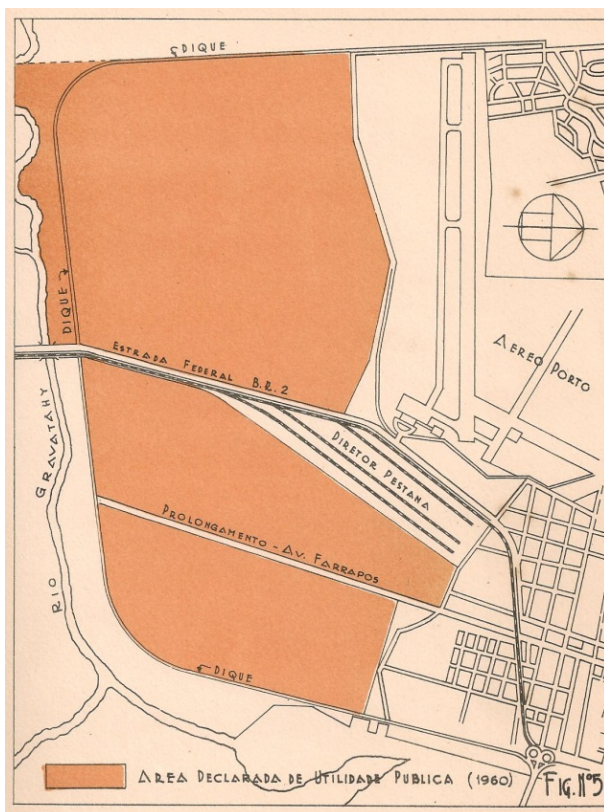 DIQUE
DIQUE
ESTRADA FEDERAL B.R. 2
AEREO PORTO
RIO GRAVATAHY
DIRETOR PESTANA
PROLONGAMENTO - AV. FARRAPOS
DIQUE
AREA DECLARADA DE UTILIDADE PUBLICA (1960)
FIG. Nº5